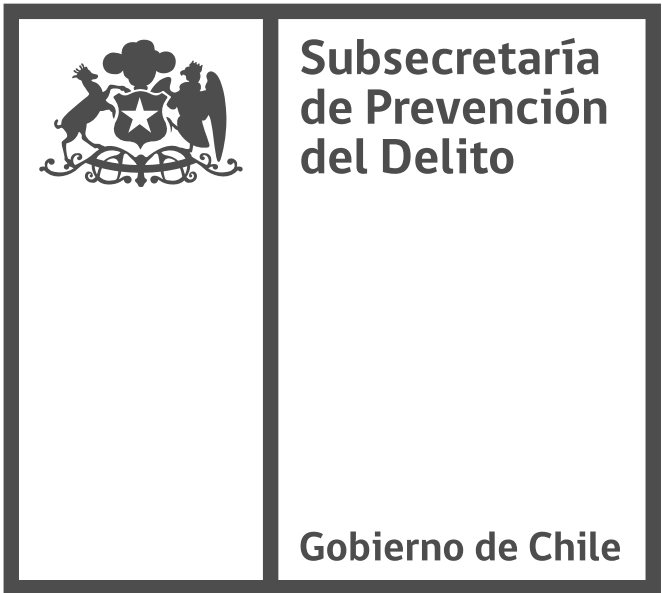 Subsecretaría
de Prevención
del Delito
Gobierno de Chile